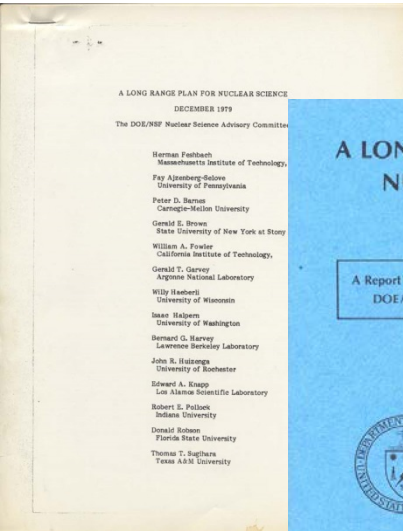 A LONG RANGE PLAN FOR NUCLEAR SCIENCE
DECEMBER 1979
The DOE/NSF Nuclear Science Advisory Committee
Herman Feshbach
Massachusetts Institute of Technology,
Fay Ajzenberg-Selove
University of Pennsylvania
Peter D. Barnes
Carnegie-Mellon University
Gerald E. Brown
State University of New York at Stony
William A. Fowler
California Institute of Technology,
Gerald T. Garvey
Argonne National Laboratory
Willy Haeberli
University of Wisconsin
Isaac Halpern
University of Washington
Bernard G. Harvey
Lawrence Berkeley Laboratory
John R. Huizenga
University of Rochester
Edward A. Knapp
Los Alamos Scientific Laboratory
Robert E. Pollock
Indiana University
Donald Robson
Florida State University
Thomas T. Sugihara
Texas A&M University
A LON
N
A Report
DOE/